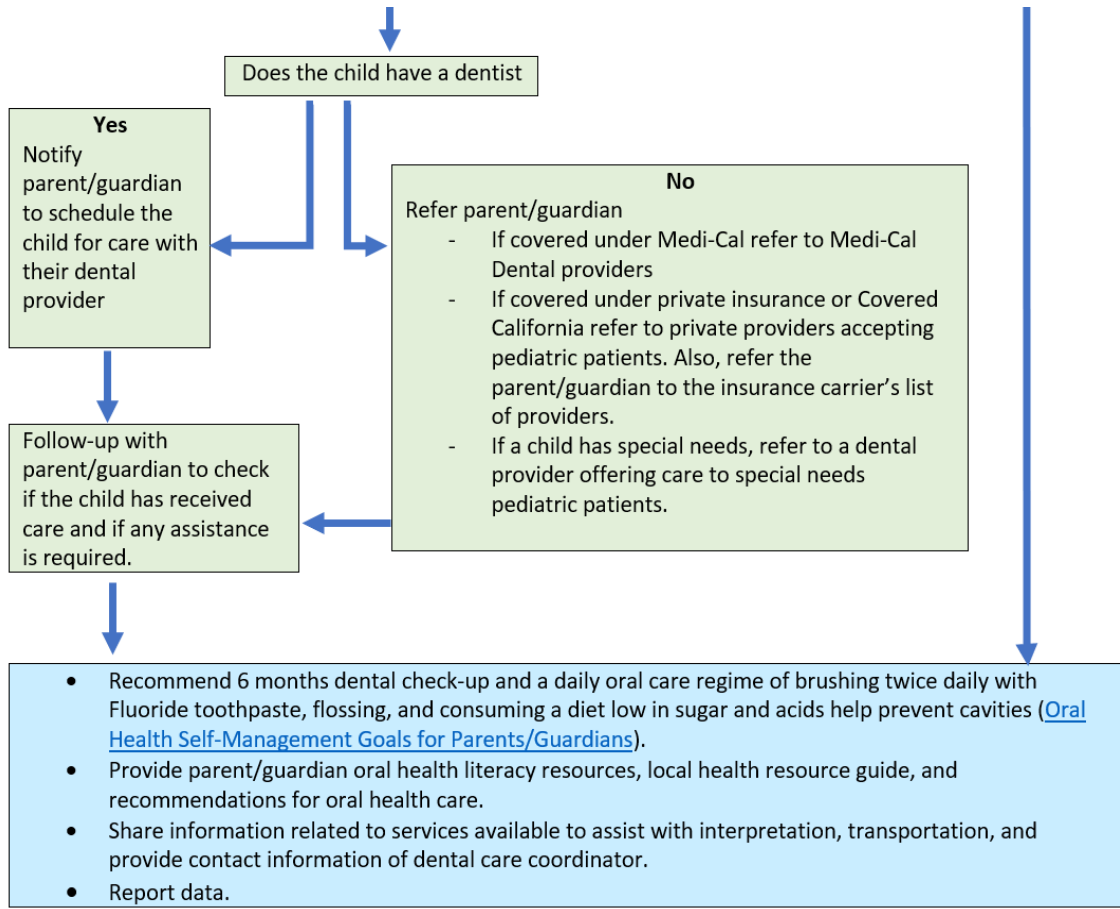 Does the child have a dentist
Yes
Notify
parent/guardian
to schedule the
child for care with
their dental
provider
No
Refer parent/guardian
- If covered under Medi-Cal refer to Medi-Cal
Dental providers
- If covered under private insurance or Covered
California refer to private providers accepting
pediatric patients. Also, refer the
parent/guardian to the insurance carrier’s list
of providers.
- If a child has special needs, refer to a dental
provider offering care to special needs
pediatric patients.
Follow-up with
parent/guardian to check
if the child has received
care and if any assistance
is required.
• Recommend 6 months dental check-up and a daily oral care regime of brushing twice daily with
Fluoride toothpaste, flossing, and consuming a diet low in sugar and acids help prevent cavities (Oral
Health Self-Management Goals for Parents/Guardians).
• Provide parent/guardian oral health literacy resources, local health resource guide, and
recommendations for oral health care.
• Share information related to services available to assist with interpretation, transportation, and
provide contact information of dental care coordinator.
• Report data.